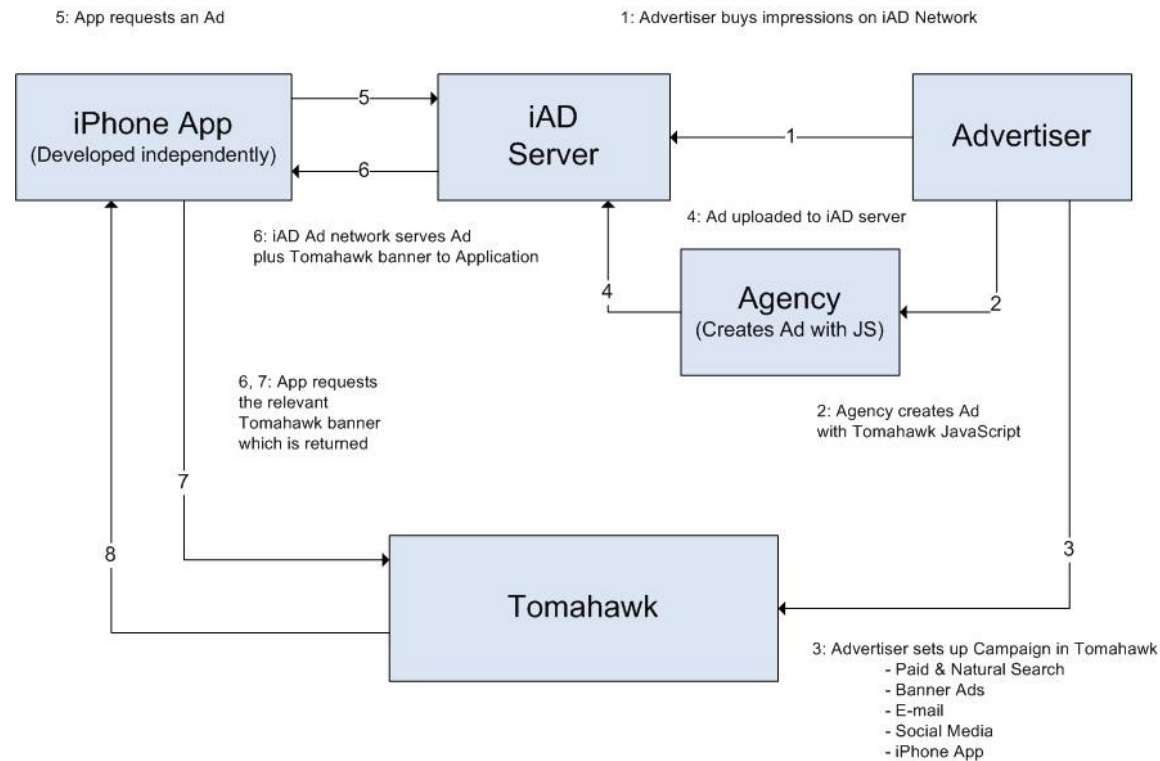 5: App requests an Ad
1: Advertiser buys impressions on iAD Network
iPhone App
(Developed independently)
5
6
iAD
Server
1
Advertiser
6: iAD Ad network serves Ad
plus Tomahawk banner to Application
4: Ad uploaded to iAD server
4
Agency
(Creates Ad with JS)
2
6, 7: App requests
the relevant
Tomahawk banner
which is returned
2: Agency creates Ad
with Tomahawk JavaScript
7
8
3
Tomahawk
3: Advertiser sets up Campaign in Tomahawk
- Paid & Natural Search
- Banner Ads
- E-mail
- Social Media
- iPhone App